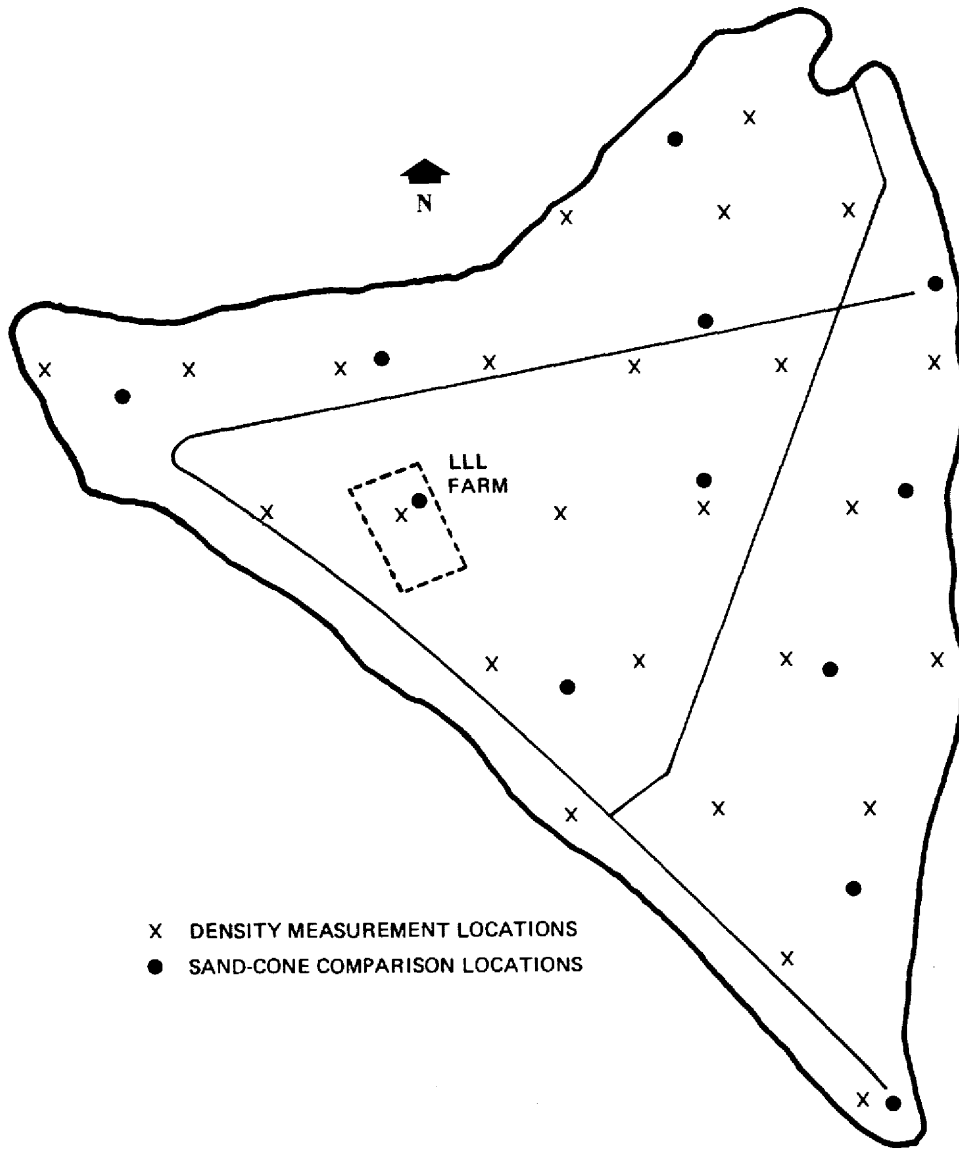 N
LLL
FARM
X DENSITY MEASUREMENT LOCATIONS
● SAND-CONE COMPARISON LOCATIONS